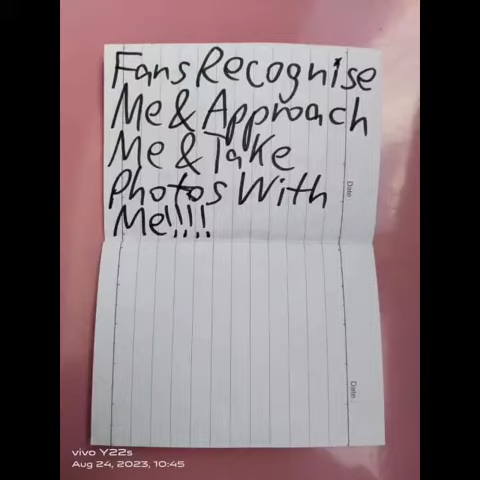 Fans Recognise
Me & Approach
Me & Take
Photos With
Me!!!!
Date
Date
vivo Y22s
Aug 24, 2023, 10:45